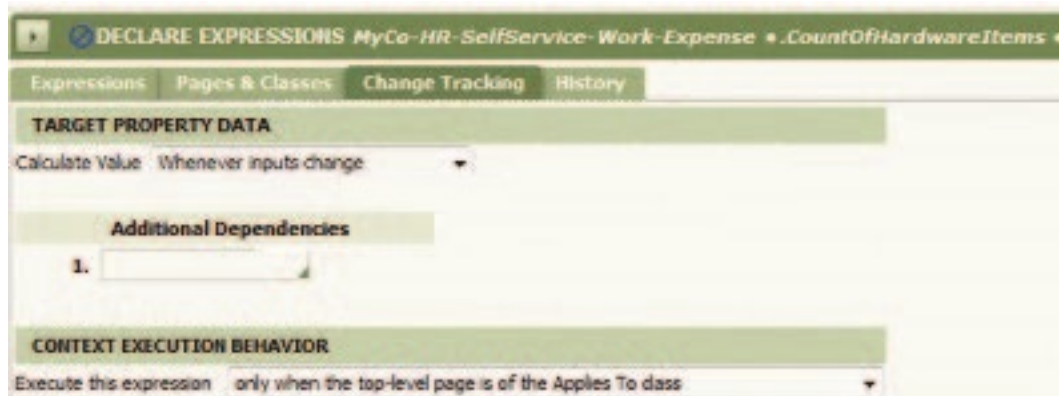 DECLARE EXPRESSIONS MyCo-HR-SelfService-Work-Expense •.CountOfHardwareItems •
Expressions Pages & Classes Change Tracking History
TARGET PROPERTY DATA
Calculate Value Whenever inputs change
Additional Dependencies
1.
CONTEXT EXECUTION BEHAVIOR
Execute this expression only when the top-level page is of the Applies To class